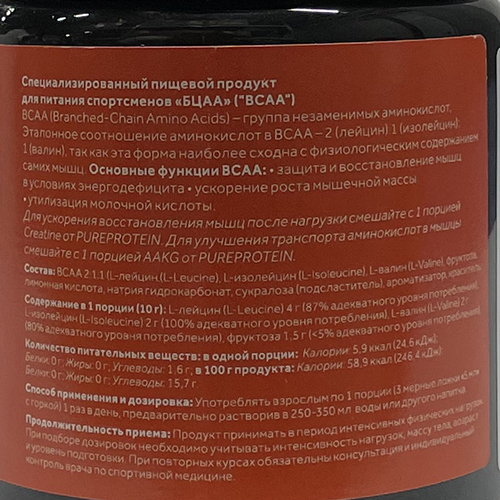 Специализированный пищевой продукт
для питания спортсменов «БЦАА» ("BCAA")
BCAA (Branched-Chain Amino Acids) – группа незаменимых аминокислот,
Эталонное соотношение аминокислот в BCAA – 2 (лейцин) 1 (изолейцин),
1 (валин), так как эта форма наиболее сходна с физиологическим содержанием
самих мышц. Основные функции BCAA: • защита и восстановление мышц
в условиях энергодефицита • ускорение роста мышечной массы
• утилизация молочной кислоты.
Для ускорения восстановления мышц после нагрузки смешайте с 1 порцией
Creatine от PUREPROTEIN. Для улучшения транспорта аминокислот в мышцы
смешайте с 1 порцией AAKG от PUREPROTEIN.
Состав: BCAA 2:1:1 (L-лейцин (L-Leucine), L-изолейцин (L-Isoleucine), L-валин (L-Valine), фруктоза,
лимонная кислота, натрия гидрокарбонат, сукралоза (подсластитель), ароматизатор, краситель
Содержание в 1 порции (10 г): L-лейцин (L-Leucine) 4 г (87% адекватного уровня потребления),
L-изолейцин (L-Isoleucine) 2 г (100% адекватного уровня потребления), L-валин (L-Valine) 2 г
(80% адекватного уровня потребления), фруктоза 1,5 г (<5% адекватного уровня потребления).
Количество питательных веществ: в одной порции: Калории: 5,9 ккал (24,6 кДж);
Белки: 0 г; Жиры: 0 г; Углеводы: 1,6 г; в 100 г продукта: Калории: 58,9 ккал (246,4 кДж);
Белки: 0 г; Жиры: 0 г; Углеводы: 15,7 г.
Способ применения и дозировка: Употреблять взрослым по 1 порции (3 мерные ложки 45 мл
с горкой) 1 раз в день, предварительно растворив в 250-350 мл воды или другого напитка.
Продолжительность приема: Продукт принимать в период интенсивных физических нагрузок.
При подборе дозировок необходимо учитывать интенсивность нагрузок, массу тела, возраст
и уровень подготовки. При повторных курсах обязательны консультация и индивидуальный
контроль врача по спортивной медицине.